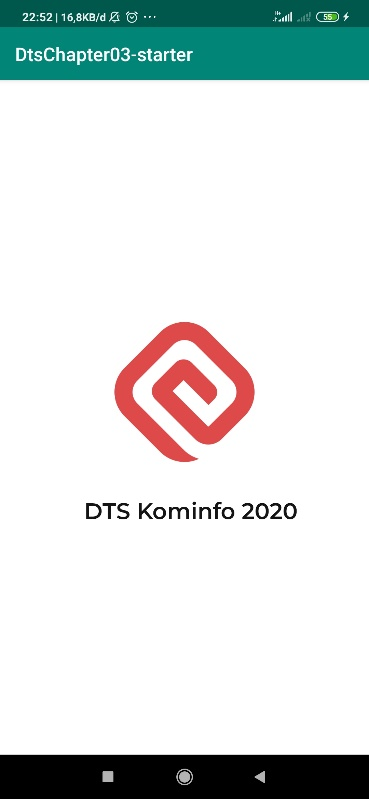 22:52 | 16,8KB/d ...
55
DtsChapter03-starter
DTS Kominfo 2020